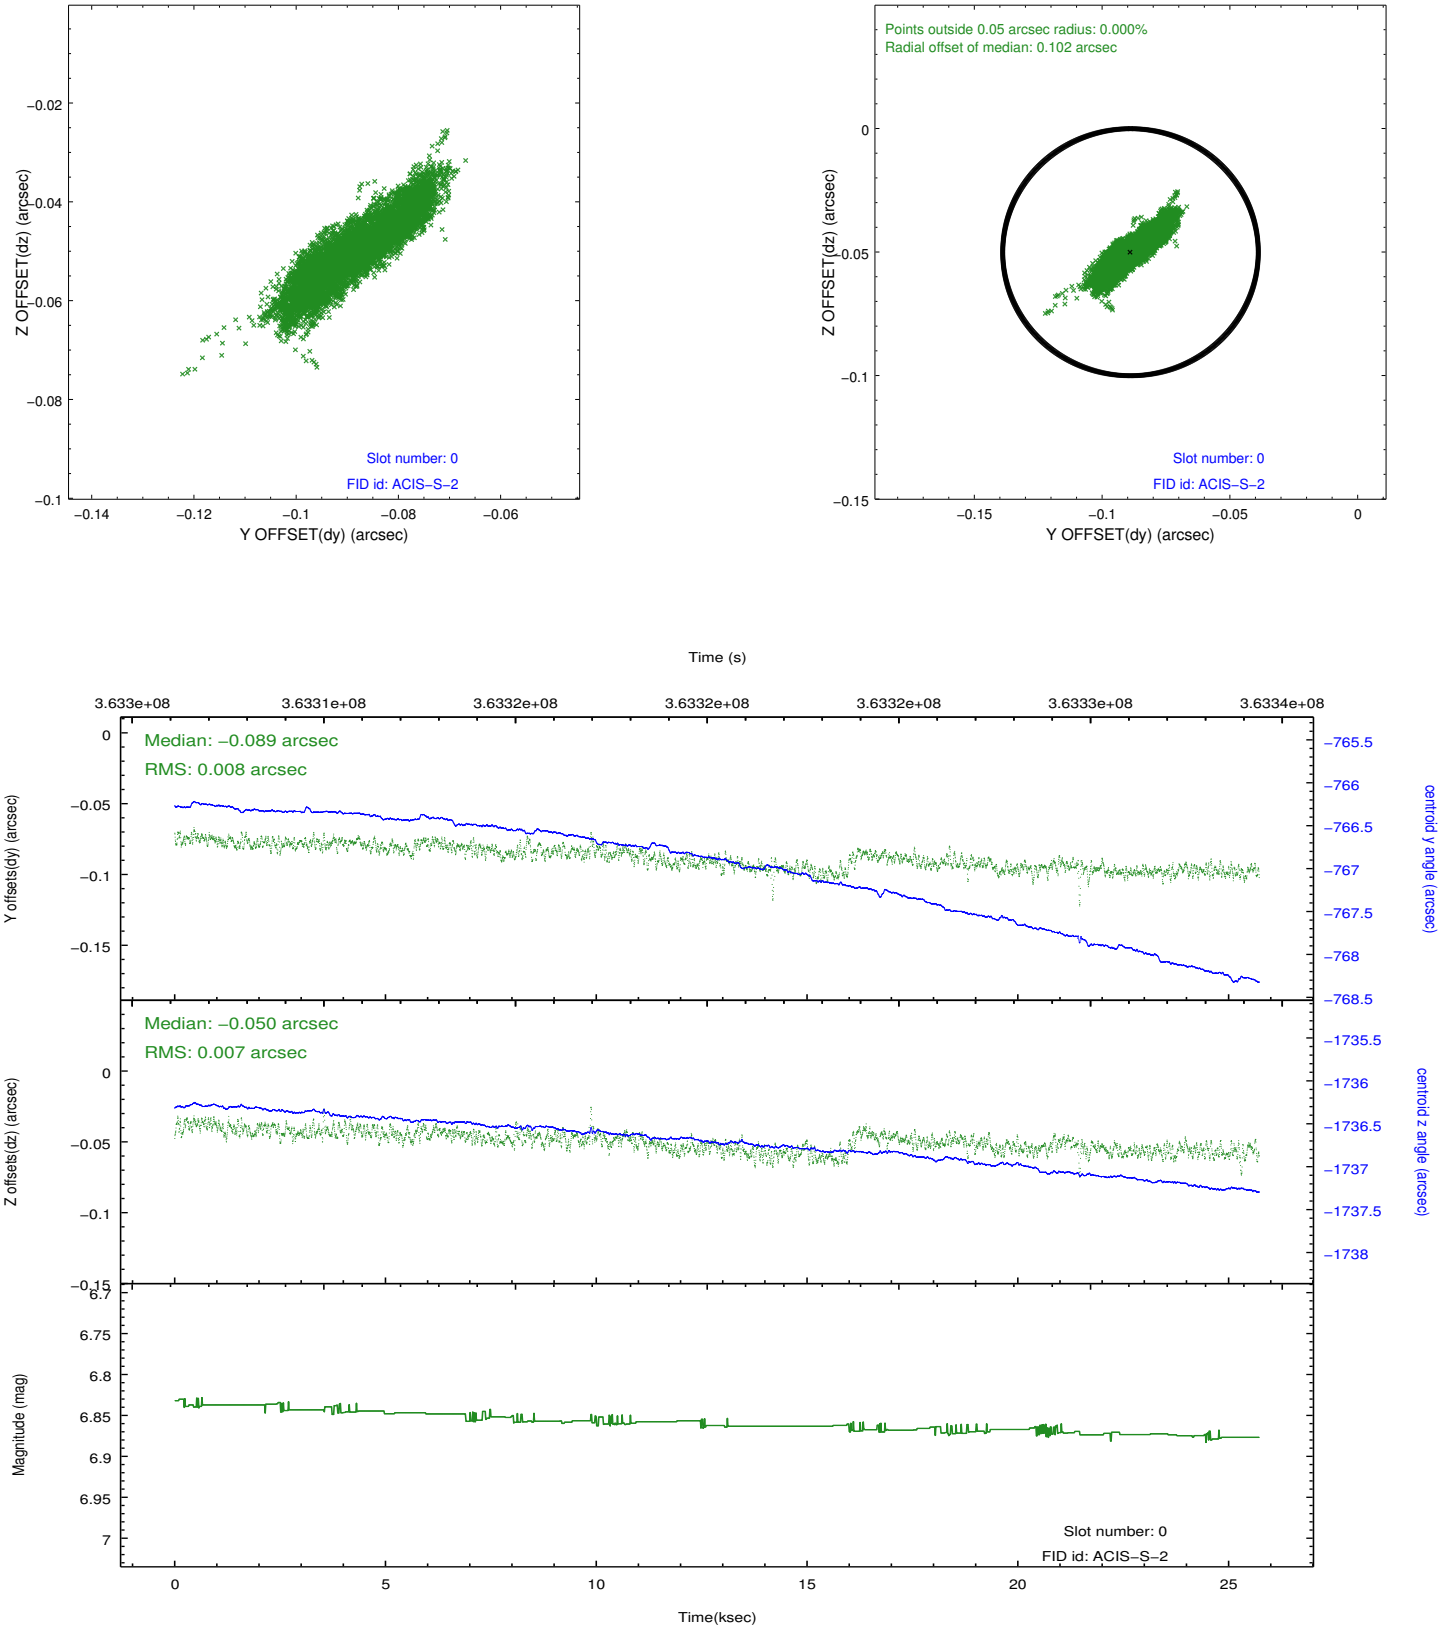 −0.02
−0.04
−0.06
−0.08
−0.1
Z OFFSET(dz) (arcsec)
Slot number: 0
FID id: ACIS−S−2
−0.14 −0.12 −0.1 −0.08 −0.06
Y OFFSET(dy) (arcsec)
Points outside 0.05 arcsec radius: 0.000%
Radial offset of median: 0.102 arcsec
0
−0.05
−0.1
−0.15
Z OFFSET(dz) (arcsec)
Slot number: 0
FID id: ACIS−S−2
−0.15 −0.1 −0.05 0
Y OFFSET(dy) (arcsec)
Time (s)
3.633e+08 3.6331e+08 3.6332e+08 3.6332e+08 3.6332e+08 3.6333e+08 3.6334e+08
Median: −0.089 arcsec
RMS: 0.008 arcsec
0
−0.05
−0.1
−0.15
Y offsets(dy) (arcsec)
−765.5
−766
−766.5
−767
−767.5
−768
−768.5
centroid y angle (arcsec)
Median: −0.050 arcsec
RMS: 0.007 arcsec
0
−0.05
−0.1
−0.15
Z offsets(dz) (arcsec)
−1735.5
−1736
−1736.5
−1737
−1737.5
−1738
centroid z angle (arcsec)
6.7
6.75
6.8
6.85
6.9
6.95
7
Magnitude (mag)
Slot number: 0
FID id: ACIS−S−2
0 5 10 15 20 25
Time(ksec)